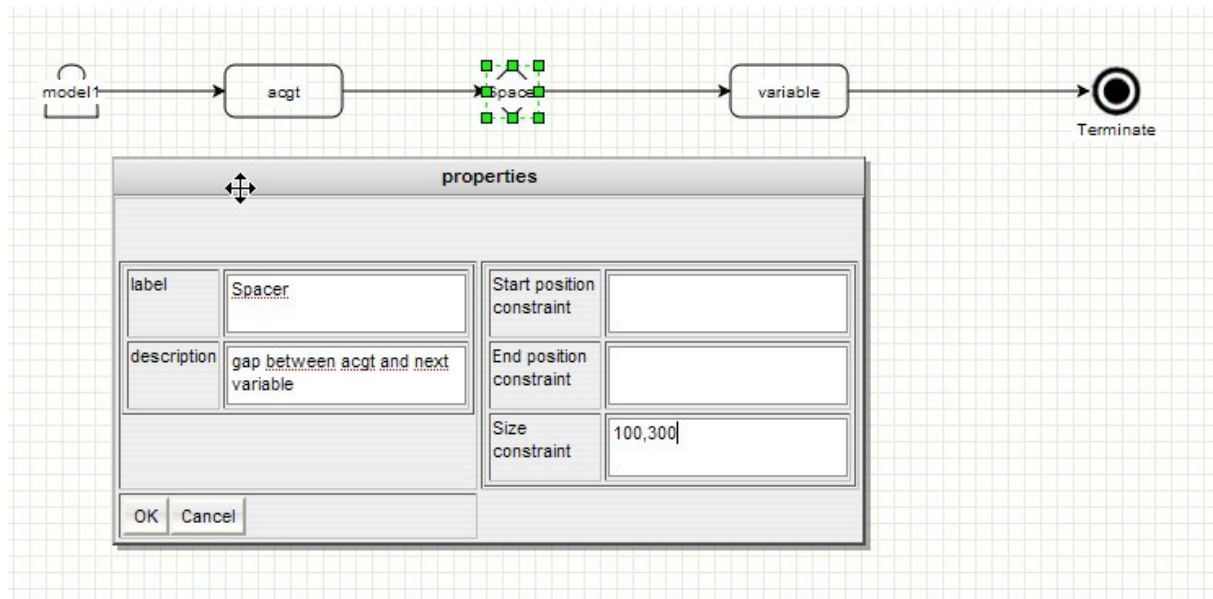 model1
acgt
Space
variable
Terminate
properties
label
Spacer
description
gap between acgt and next
variable
Start position
constraint
End position
constraint
Size
constraint
100,300
OK
Cancel